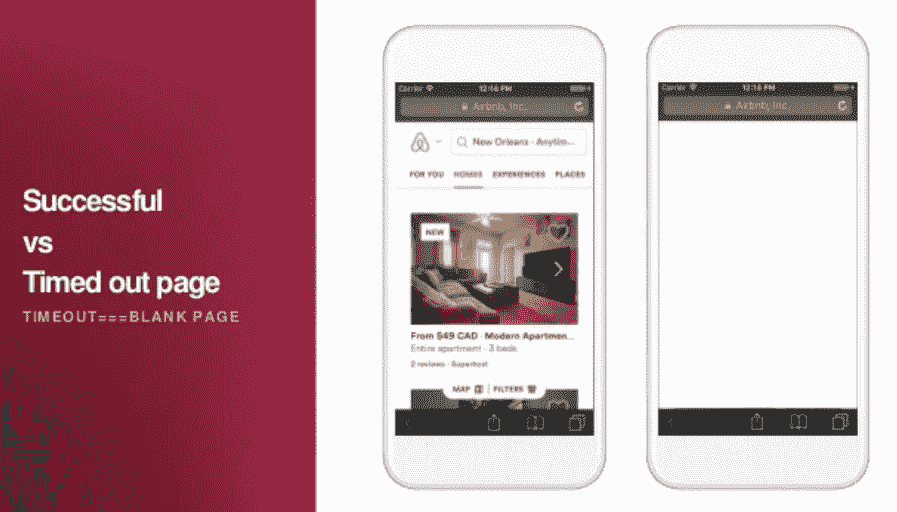 Successful
vs
Timed out page
TIMEOUT===BLANK PAGE
Carrier 12:16 PM
Airbnb, Inc.
New Orleans · Anytim...
FOR YOU HOMES EXPERIENCES PLACES
NEW
From $49 CAD · Modern Apartmen...
Entire apartment · 3 beds
2 reviews · Superhost
MAP FILTERS
Carrier 12:16 PM
Airbnb, Inc.